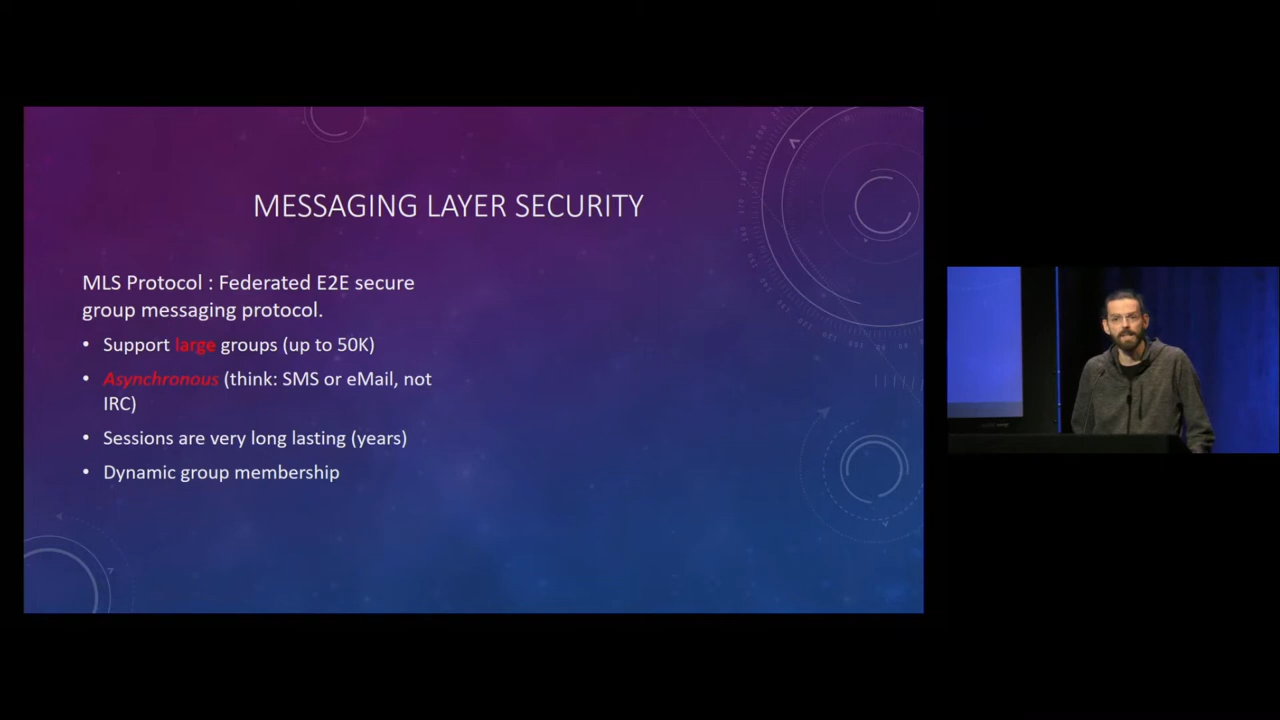 MESSAGING LAYER SECURITY
MLS Protocol : Federated E2E secure
group messaging protocol.
• Support large groups (up to 50K)
• Asynchronous (think: SMS or eMail, not
IRC)
• Sessions are very long lasting (years)
• Dynamic group membership